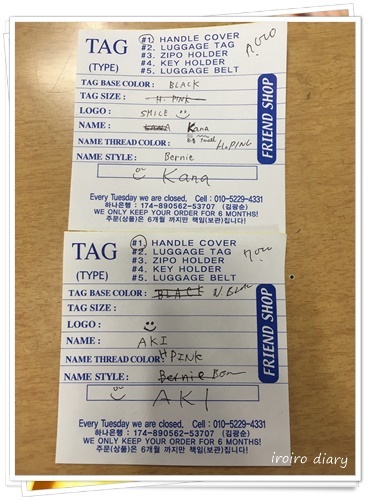 TAG
(TYPE)
#1. HANDLE COVER
#2. LUGGAGE TAG
#3. ZIPO HOLDER
#4. KEY HOLDER
#5. LUGGAGE BELT
TAG BASE COLOR: BLACK
TAG SIZE: H. PINK
LOGO: SMILE
NAME: KANA Kana
small
NAME THREAD COLOR: H.PING
NAME STYLE: Bernie
Kana
FRIEND SHOP
Every Tuesday we are closed, Cell : 010-5229-4331
하나은행 : 174-890562-53707 (김광순)
WE ONLY KEEP YOUR ORDER FOR 6 MONTHS!
주문(상품)은 6개월 까지만 책임(보관)집니다!
TAG
(TYPE)
#1. HANDLE COVER
#2. LUGGAGE TAG
#3. ZIPO HOLDER
#4. KEY HOLDER
#5. LUGGAGE BELT
TAG BASE COLOR: BLACK
TAG SIZE:
LOGO:
NAME: AKI
NAME THREAD COLOR: H PINK
NAME STYLE: Bernie
AKI
FRIEND SHOP
Every Tuesday we are closed, Cell : 010-5229-4331
하나은행 : 174-890562-53707 (김광순)
WE ONLY KEEP YOUR ORDER FOR 6 MONTHS!
주문(상품)은 6개월 까지만 책임(보관)집니다!
iroiro diary